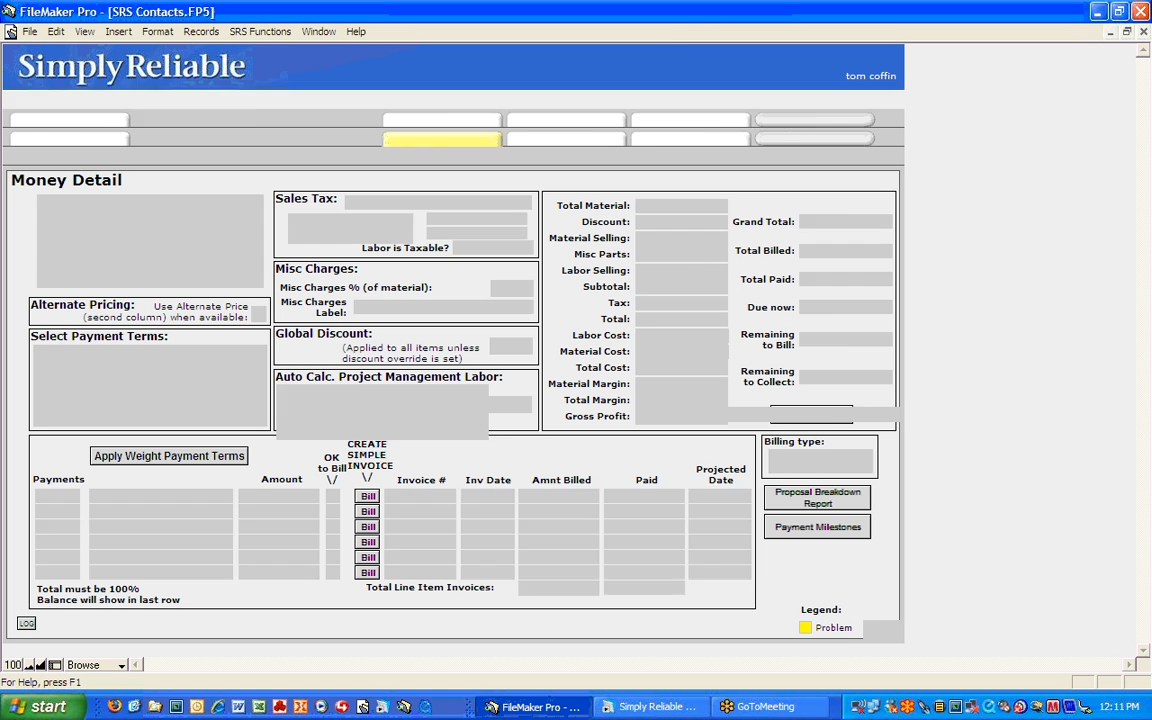 FileMaker Pro - [SRS Contacts.FP5]
File Edit View Insert Format Records SRS Functions Window Help
SimplyReliable
tom coffin
Money Detail
Sales Tax:
Labor is Taxable?
Misc Charges:
Misc Charges % (of material):
Misc Charges
Label:
Alternate Pricing: Use Alternate Price
(second column) when available:
Select Payment Terms:
Global Discount:
(Applied to all items unless
discount override is set)
Auto Calc. Project Management Labor:
Total Material:
Discount:
Material Selling:
Misc Parts:
Labor Selling:
Subtotal:
Tax:
Total:
Labor Cost:
Material Cost:
Total Cost:
Material Margin:
Total Margin:
Gross Profit:
Grand Total:
Total Billed:
Total Paid:
Due now:
Remaining
to Bill:
Remaining
to Collect:
Apply Weight Payment Terms
Payments
Amount
OK
to Bill
\/
CREATE
SIMPLE
INVOICE
\/
Invoice #
Inv Date
Amnt Billed
Paid
Projected
Date
Bill
Bill
Bill
Bill
Bill
Bill
Total must be 100%
Balance will show in last row
Total Line Item Invoices:
Billing type:
Proposal Breakdown
Report
Payment Milestones
Legend:
Problem
LOG
100 Browse
For Help, press F1
start FileMaker Pro - ... Simply Reliable ... GoToMeeting 12:11 PM